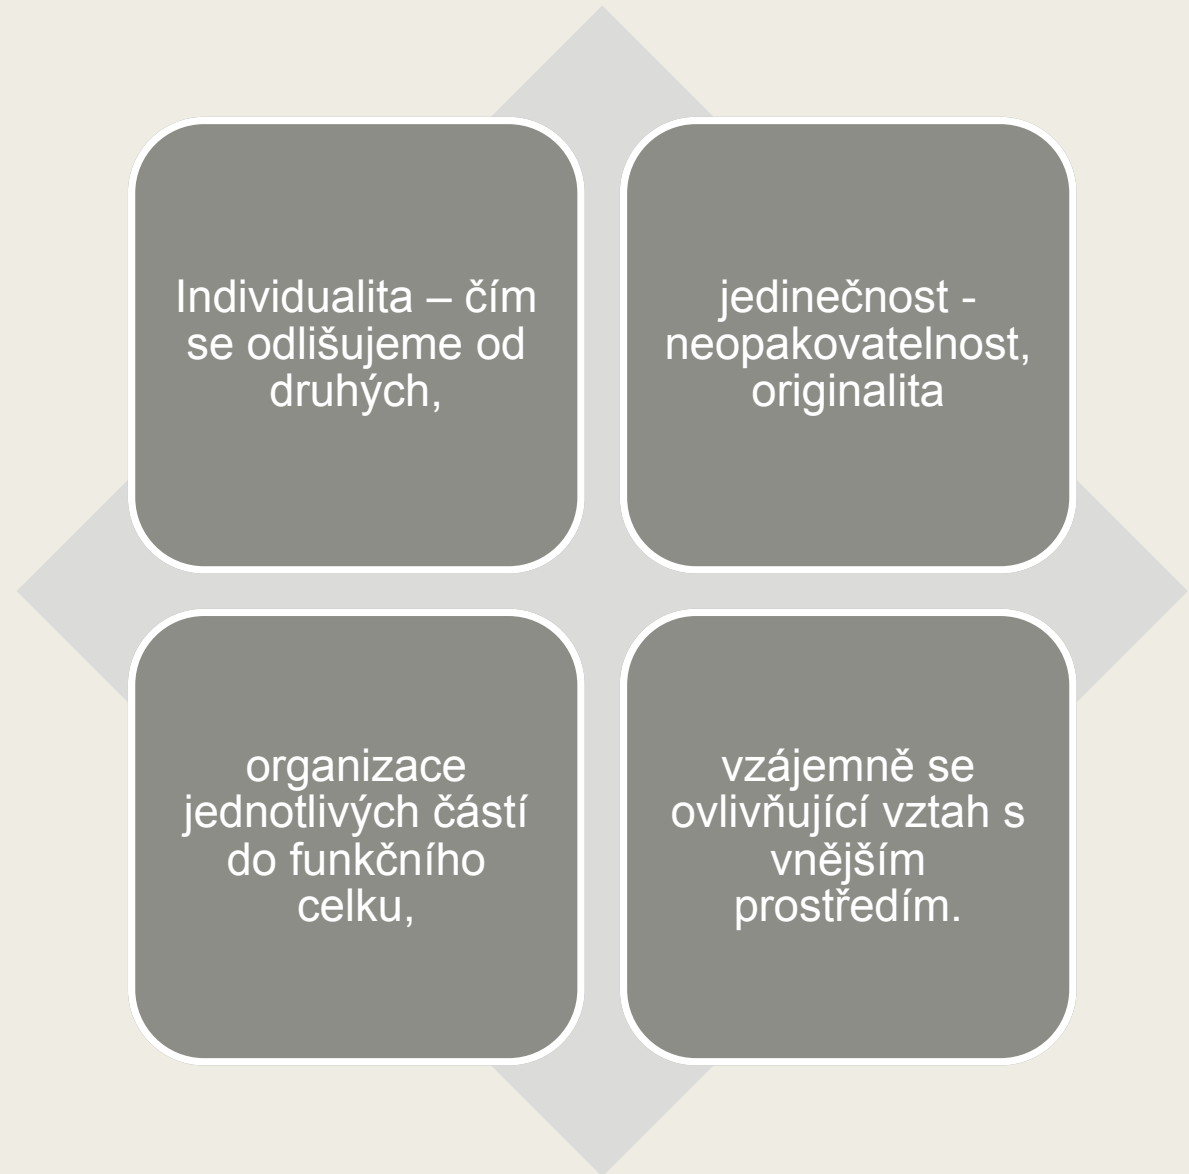 Individualita – čím
se odlišujeme od
druhých,
jedinečnost -
neopakovatelnost,
originalita
organizace
jednotlivých částí
do funkčního
celku,
vzájemně se
ovlivňující vztah s
vnějším
prostředím.